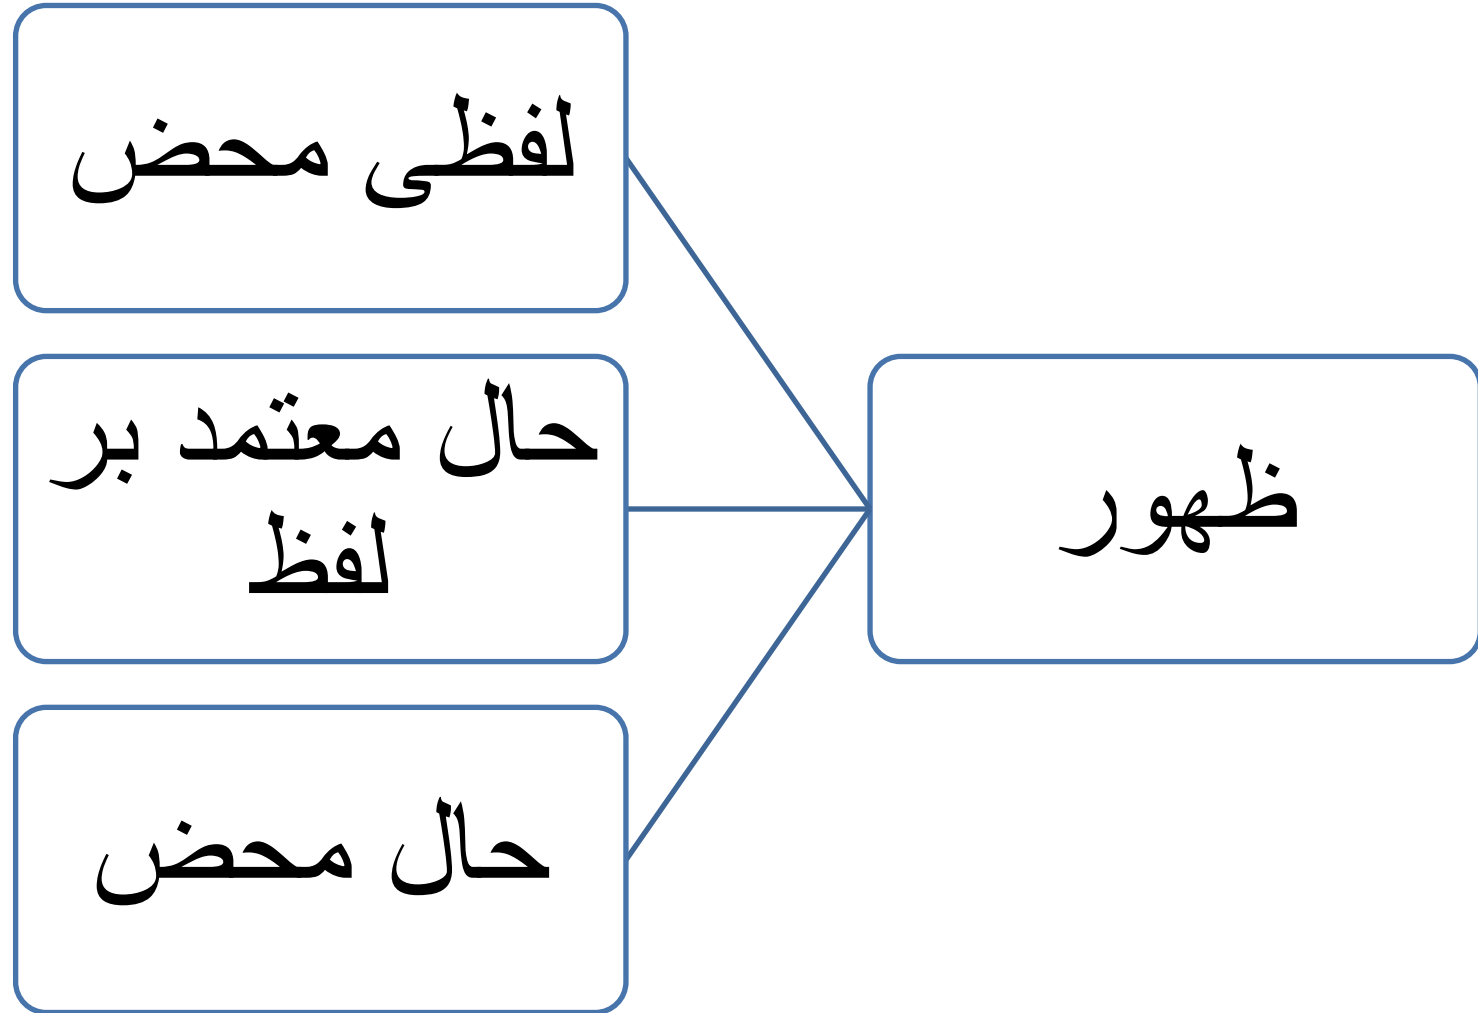 ظهور
لفظی محض
حال معتمد بر
لفظ
حال محض